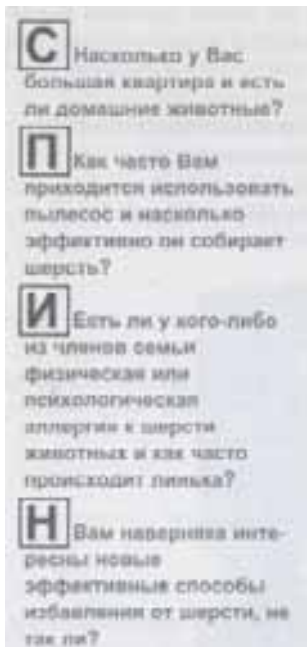 С Насколько у Вас
большая квартира и есть
ли домашние животные?
П Как часто Вам
приходится использовать
пылесос и насколько
эффективно он собирает
шерсть?
И Есть ли у кого-либо
из членов семьи
физическая или
психологическая
аллергия к шерсти
животных и как часто
происходит линька?
Н Вам наверняка инте-
ресны новые
эффективные способы
избавления от шерсти, не
так ли?